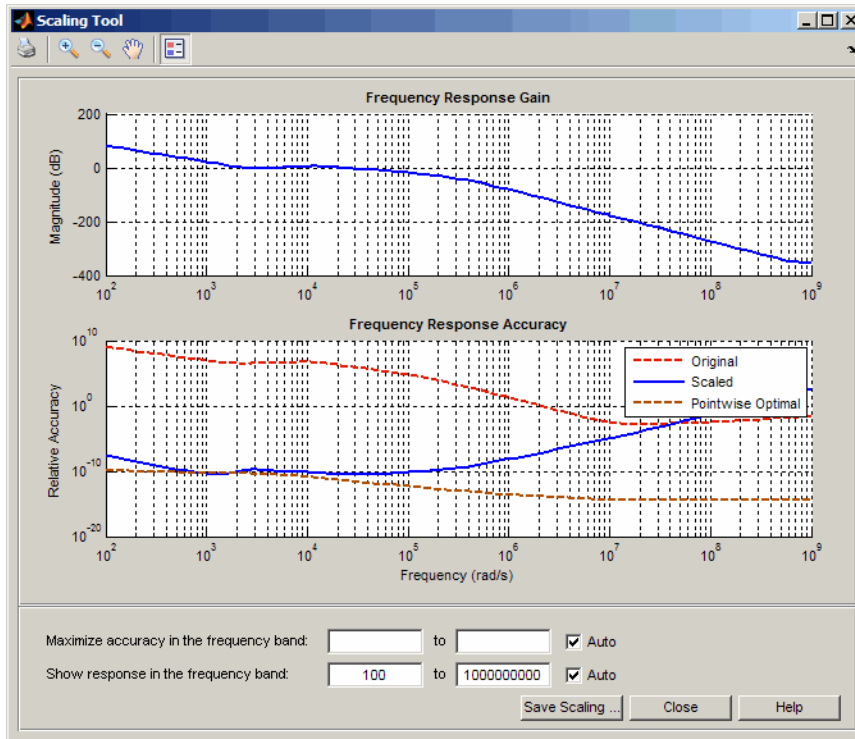 Scaling Tool
Frequency Response Gain
Magnitude (dB)
200
0
-200
-400
10^2 10^3 10^4 10^5 10^6 10^7 10^8 10^9
Frequency Response Accuracy
Relative Accuracy
10^10
10^0
10^-10
10^-20
Original
Scaled
Pointwise Optimal
10^2 10^3 10^4 10^5 10^6 10^7 10^8 10^9
Frequency (rad/s)
Maximize accuracy in the frequency band: to Auto
Show response in the frequency band: 100 to 1000000000 Auto
Save Scaling ... Close Help